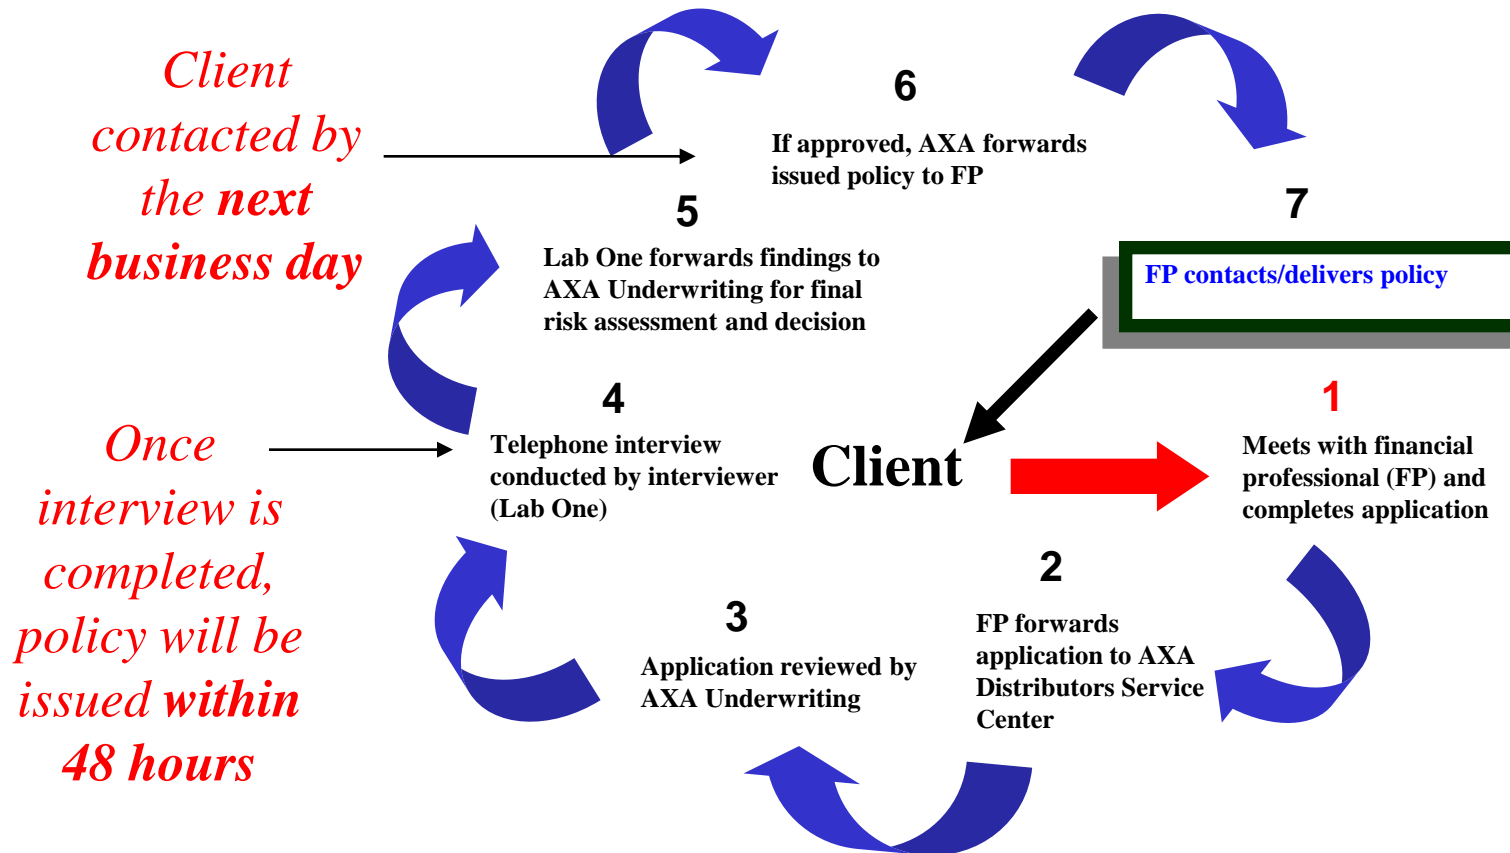 Client
contacted by
the next
business day
Once
interview is
completed,
policy will be
issued within
48 hours
Client
1
Meets with financial
professional (FP) and
completes application
2
FP forwards
application to AXA
Distributors Service
Center
3
Application reviewed by
AXA Underwriting
4
Telephone interview
conducted by interviewer
(Lab One)
5
Lab One forwards findings to
AXA Underwriting for final
risk assessment and decision
6
If approved, AXA forwards
issued policy to FP
7
FP contacts/delivers policy